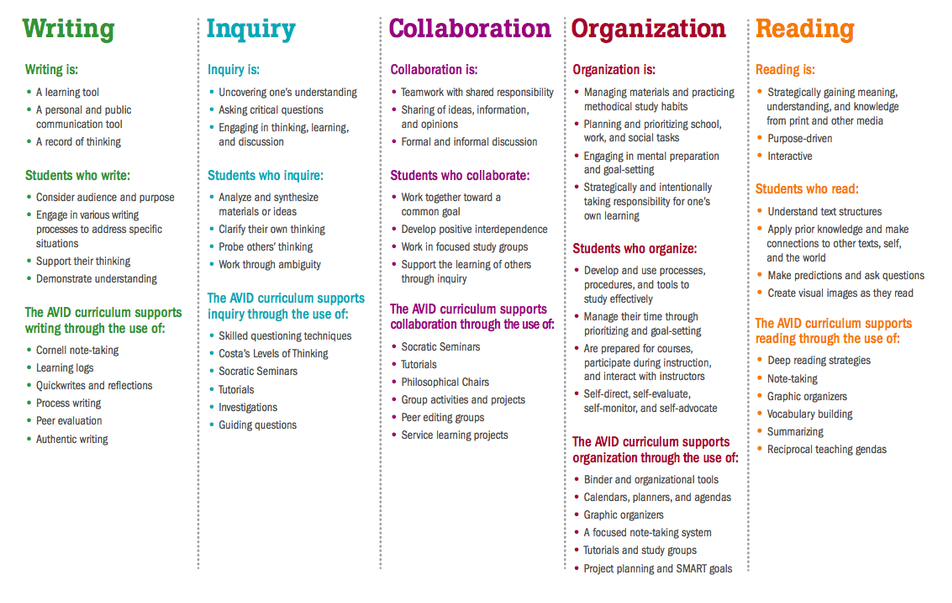 Writing
Writing is:
• A learning tool
• A personal and public
communication tool
• A record of thinking
Students who write:
• Consider audience and purpose
• Engage in various writing
processes to address specific
situations
• Support their thinking
• Demonstrate understanding
The AVID curriculum supports
writing through the use of:
• Cornell note-taking
• Learning logs
• Quickwrites and reflections
• Process writing
• Peer evaluation
• Authentic writing
Inquiry
Inquiry is:
• Uncovering one's understanding
• Asking critical questions
• Engaging in thinking, learning,
and discussion
Students who inquire:
• Analyze and synthesize
materials or ideas
• Clarify their own thinking
• Probe others' thinking
• Work through ambiguity
The AVID curriculum supports
inquiry through the use of:
• Skilled questioning techniques
• Costa's Levels of Thinking
• Socratic Seminars
• Tutorials
• Investigations
• Guiding questions
Collaboration
Collaboration is:
• Teamwork with shared responsibility
• Sharing of ideas, information,
and opinions
• Formal and informal discussion
Students who collaborate:
• Work together toward a
common goal
• Develop positive interdependence
• Work in focused study groups
• Support the learning of others
through inquiry
The AVID curriculum supports
collaboration through the use of:
• Socratic Seminars
• Tutorials
• Philosophical Chairs
• Group activities and projects
• Peer editing groups
• Service learning projects
Organization
Organization is:
• Managing materials and practicing
methodical study habits
• Planning and prioritizing school,
work, and social tasks
• Engaging in mental preparation
and goal-setting
• Strategically and intentionally
taking responsibility for one's
own learning
Students who organize:
• Develop and use processes,
procedures, and tools to
study effectively
• Manage their time through
prioritizing and goal-setting
• Are prepared for courses,
participate during instruction,
and interact with instructors
• Self-direct, self-evaluate,
self-monitor, and self-advocate
The AVID curriculum supports
organization through the use of:
• Binder and organizational tools
• Calendars, planners, and agendas
• Graphic organizers
• A focused note-taking system
• Tutorials and study groups
• Project planning and SMART goals
Reading
Reading is:
• Strategically gaining meaning,
understanding, and knowledge
from print and other media
• Purpose-driven
• Interactive
Students who read:
• Understand text structures
• Apply prior knowledge and make
connections to other texts, self,
and the world
• Make predictions and ask questions
• Create visual images as they read
The AVID curriculum supports
reading through the use of:
• Deep reading strategies
• Note-taking
• Graphic organizers
• Vocabulary building
• Summarizing
• Reciprocal teaching gendas